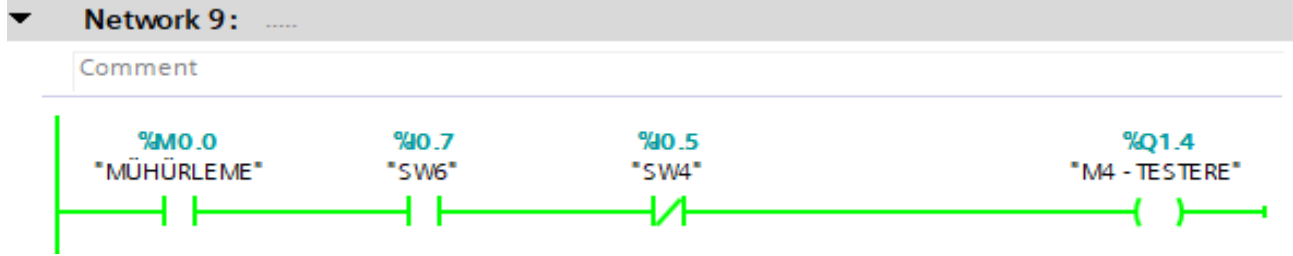 Network 9: .....
Comment
%M0.0 %I0.7 %I0.5 %Q1.4
"MÜHÜRLEME" "SW6" "SW4" "M4 - TESTERE"